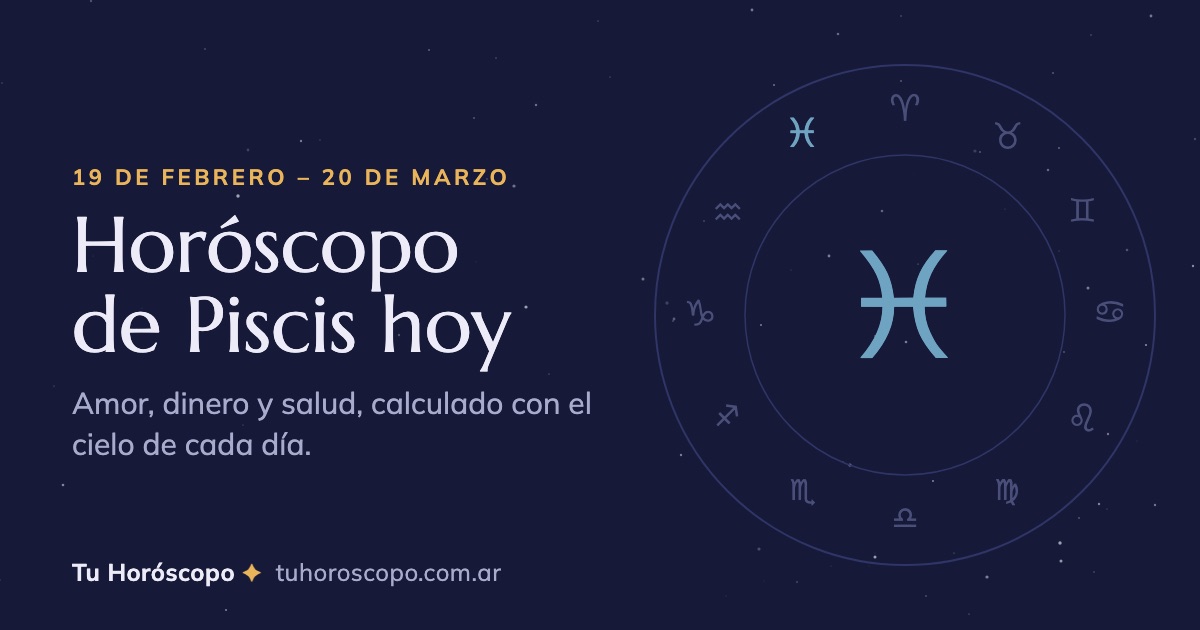 19 DE FEBRERO – 20 DE MARZO
Horóscopo
de Piscis hoy
Amor, dinero y salud, calculado con el
cielo de cada día.
Tu Horóscopo ✦ tuhoroscopo.com.ar
♈
♓
♉
♒
♊
♓
♑
♋
♐
♌
♏
♍
♎